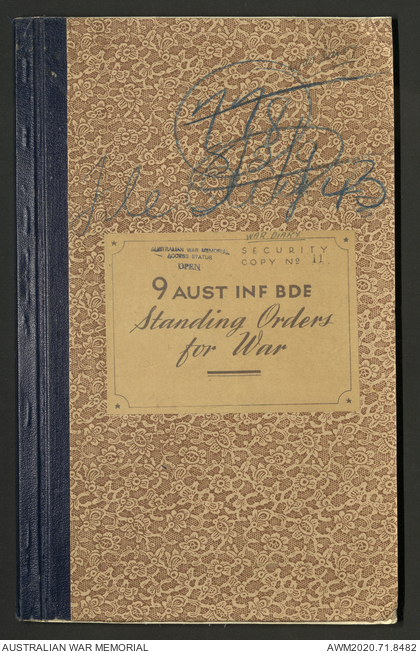 WAR DIARY
AUSTRALIAN WAR MEMORIAL
ACCESS STATUS
OPEN
SECURITY
COPY No 11
9 AUST INF BDE
Standing Orders
for War
AUSTRALIAN WAR MEMORIAL
AWM2020.71.8482